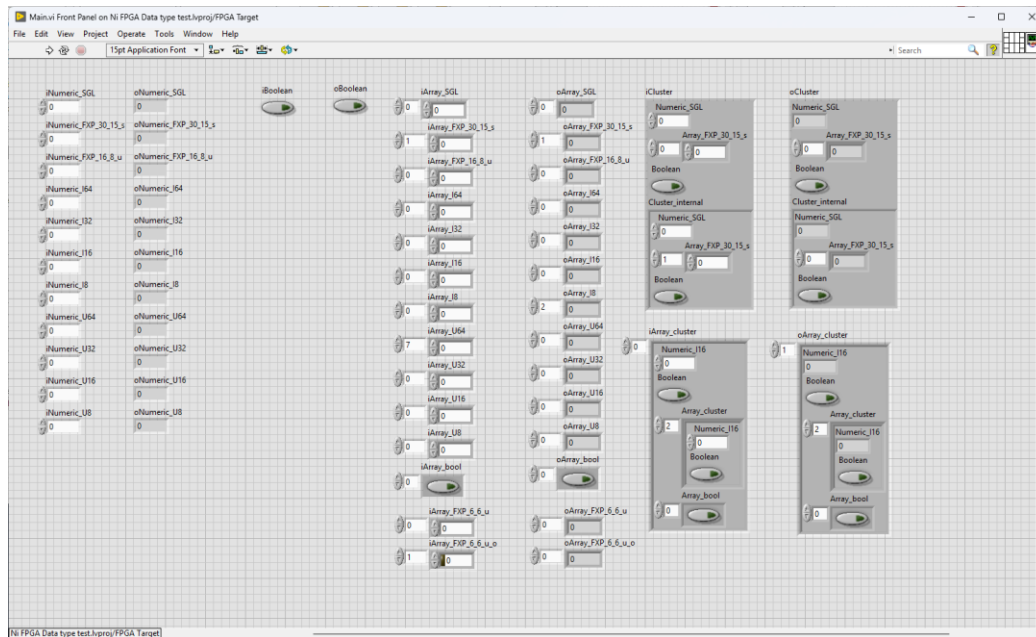 Main.vi Front Panel on Ni FPGA Data type test.lvproj/FPGA Target
File Edit View Project Operate Tools Window Help
15pt Application Font
Search
iNumeric_SGL oNumeric_SGL
0 0
iNumeric_FXP_30_15_s oNumeric_FXP_30_15_s
0 0
iNumeric_FXP_16_8_u oNumeric_FXP_16_8_u
0 0
iNumeric_I64 oNumeric_I64
0 0
iNumeric_I32 oNumeric_I32
0 0
iNumeric_I16 oNumeric_I16
0 0
iNumeric_I8 oNumeric_I8
0 0
iNumeric_U64 oNumeric_U64
0 0
iNumeric_U32 oNumeric_U32
0 0
iNumeric_U16 oNumeric_U16
0 0
iNumeric_U8 oNumeric_U8
0 0
iBoolean oBoolean
iArray_SGL oArray_SGL
0 0 0 0
iArray_FXP_30_15_s oArray_FXP_30_15_s
1 0 1 0
iArray_FXP_16_8_u oArray_FXP_16_8_u
0 0 0 0
iArray_I64 oArray_I64
0 0 0 0
iArray_I32 oArray_I32
0 0 0 0
iArray_I16 oArray_I16
0 0 0 0
iArray_I8 oArray_I8
0 0 2 0
iArray_U64 oArray_U64
7 0 0 0
iArray_U32 oArray_U32
0 0 0 0
iArray_U16 oArray_U16
0 0 0 0
iArray_U8 oArray_U8
0 0 0 0
iArray_bool oArray_bool
0 0
iArray_FXP_6_6_u oArray_FXP_6_6_u
0 0 0 0
iArray_FXP_6_6_u_o oArray_FXP_6_6_u_o
1 0 0 0
iCluster
Numeric_SGL
0
Array_FXP_30_15_s
0 0
Boolean
Cluster_internal
Numeric_SGL
0
Array_FXP_30_15_s
1 0
Boolean
oCluster
Numeric_SGL
0
Array_FXP_30_15_s
0 0
Boolean
Cluster_internal
Numeric_SGL
0
Array_FXP_30_15_s
0 0
Boolean
iArray_cluster
0
Numeric_I16
0
Boolean
Array_cluster
2
Numeric_I16
0
Boolean
Array_bool
0
oArray_cluster
1
Numeric_I16
0
Boolean
Array_cluster
2
Numeric_I16
0
Boolean
Array_bool
0
Ni FPGA Data type test.lvproj/FPGA Target